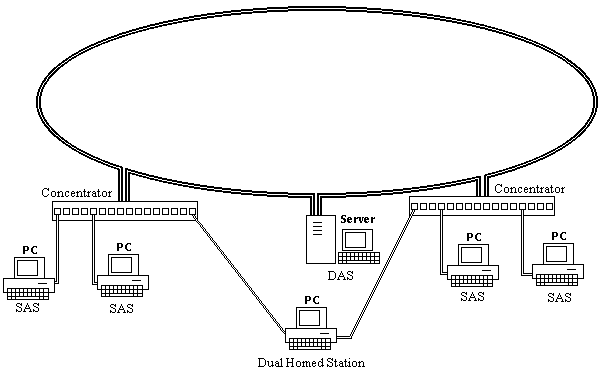 Concentrator
Concentrator
Server
PC
PC
PC
PC
DAS
SAS
SAS
SAS
SAS
PC
Dual Homed Station